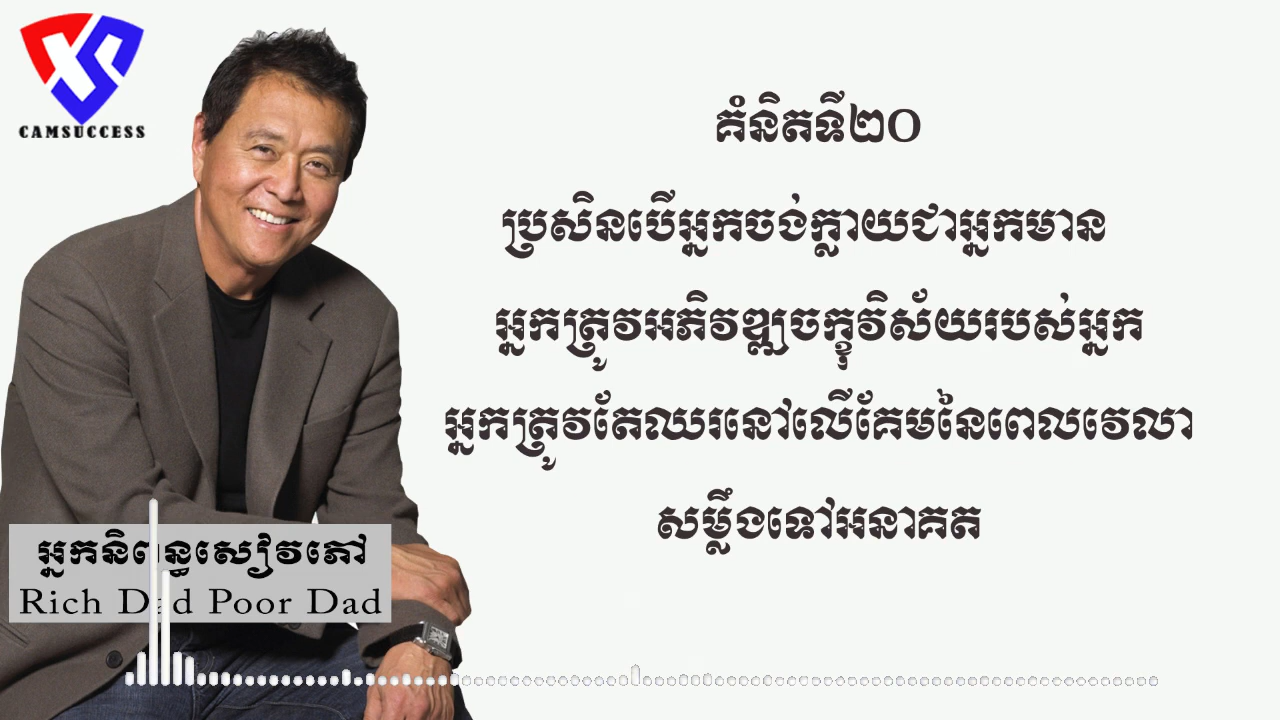 CAMSUCCESS
គំនិតទី២០
ប្រសិនបើអ្នកចង់ក្លាយជាអ្នកមាន
អ្នកត្រូវអភិវឌ្ឍចក្ខុវិស័យរបស់អ្នក
អ្នកត្រូវតែឈរនៅលើគែមនៃពេលវេលា
សម្លឹងទៅអនាគត
អ្នកនិពន្ធសៀវភៅ
Rich Dad Poor Dad